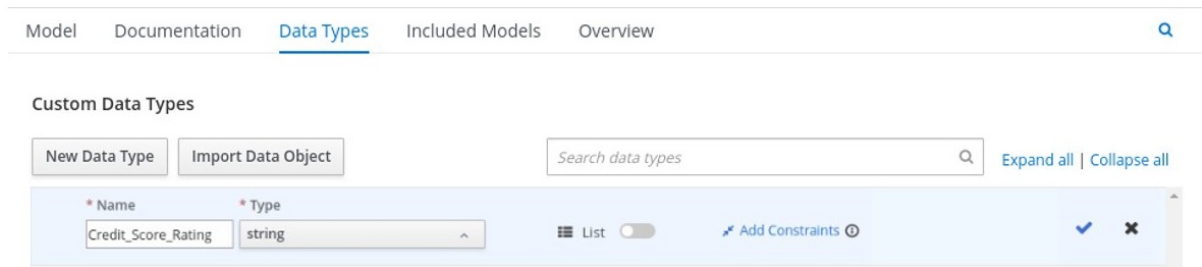 Model Documentation Data Types Included Models Overview
Custom Data Types
New Data Type Import Data Object Search data types Expand all | Collapse all
* Name * Type
Credit_Score_Rating string List Add Constraints